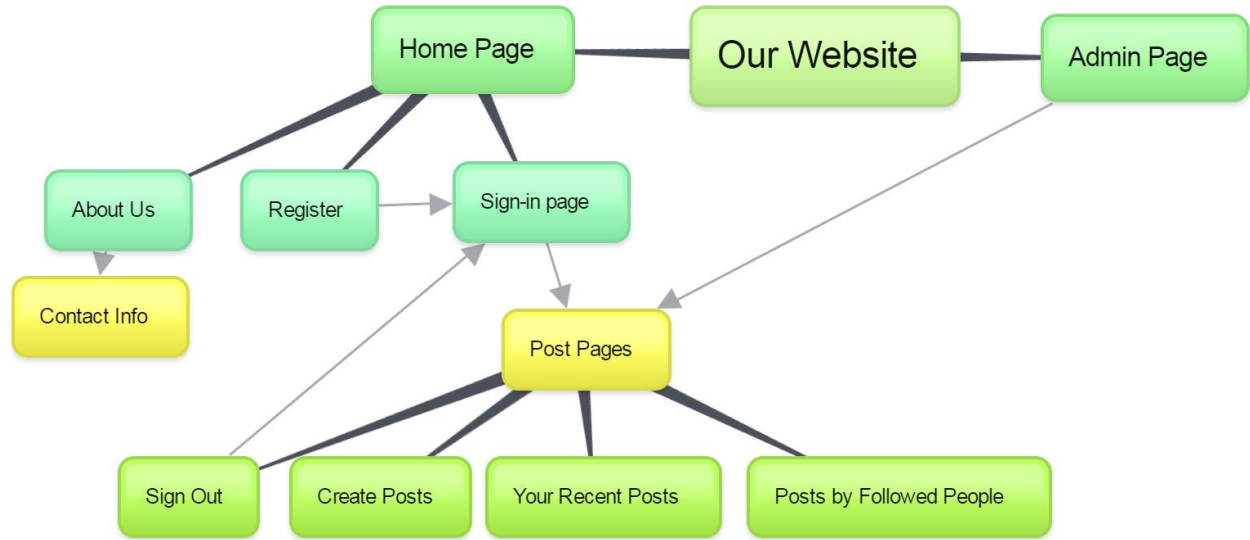 Home Page
Our Website
Admin Page
About Us
Register
Sign-in page
Contact Info
Post Pages
Sign Out
Create Posts
Your Recent Posts
Posts by Followed People